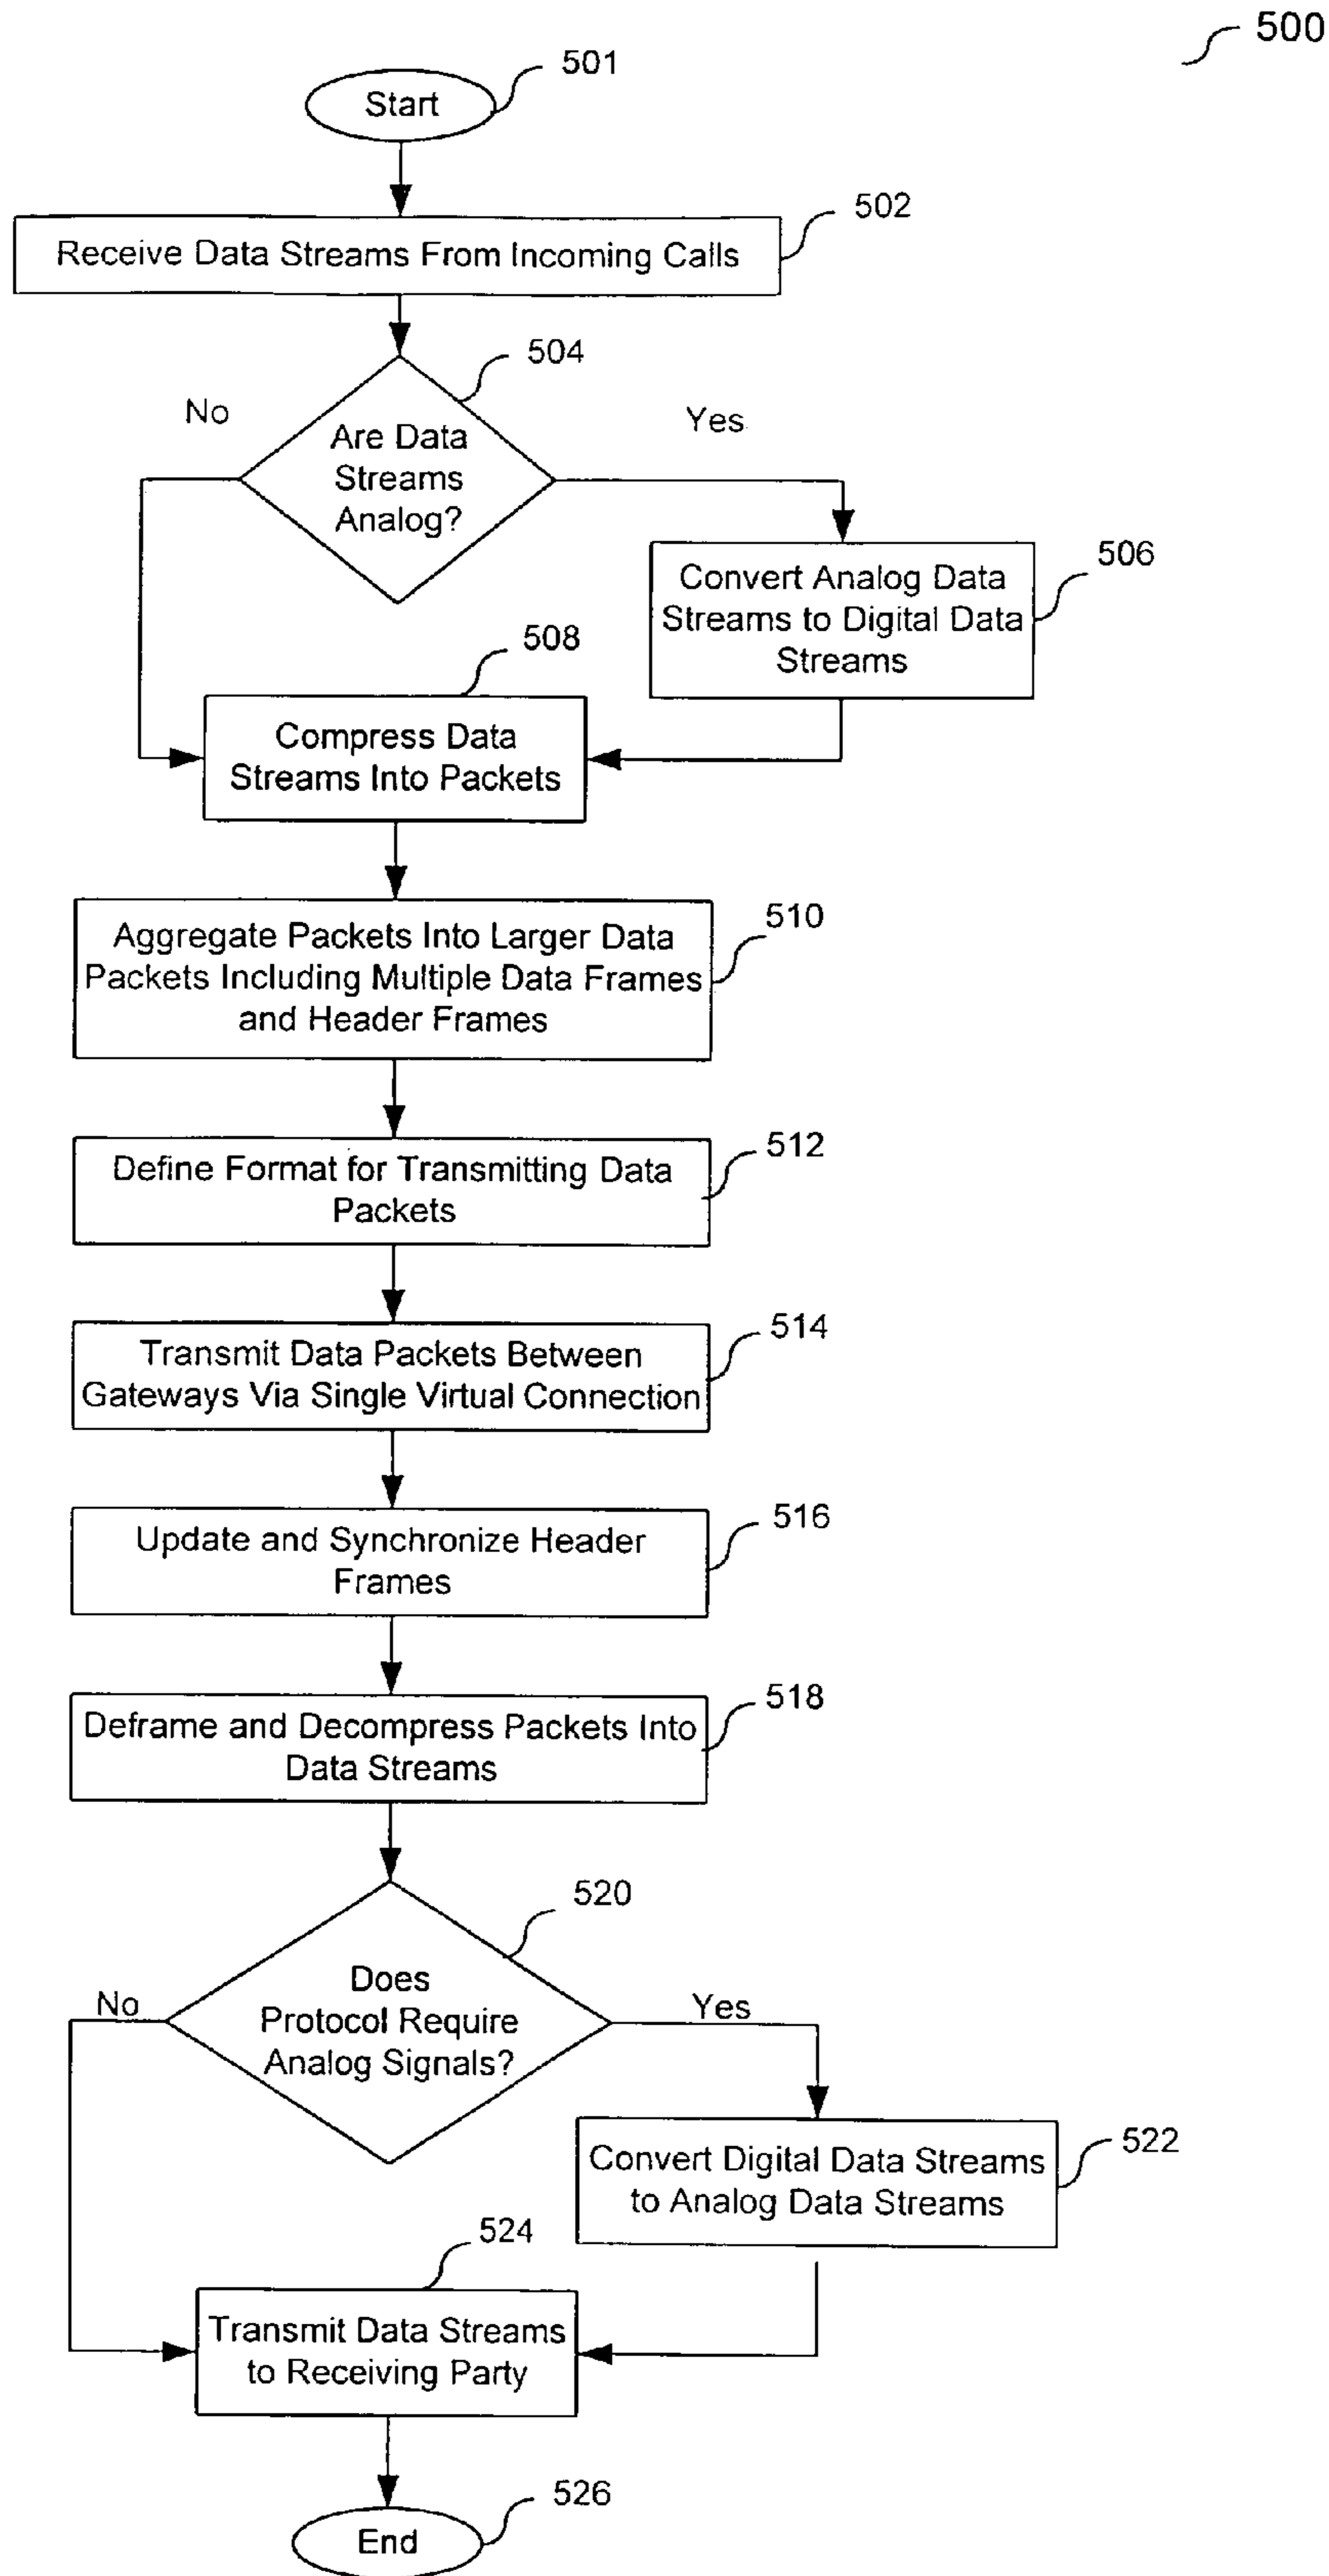 500
501
Start
502
Receive Data Streams From Incoming Calls
504
No
Yes
Are Data
Streams
Analog?
506
Convert Analog Data
Streams to Digital Data
Streams
508
Compress Data
Streams Into Packets
510
Aggregate Packets Into Larger Data
Packets Including Multiple Data Frames
and Header Frames
512
Define Format for Transmitting Data
Packets
514
Transmit Data Packets Between
Gateways Via Single Virtual Connection
516
Update and Synchronize Header
Frames
518
Deframe and Decompress Packets Into
Data Streams
520
Does
Protocol Require
Analog Signals?
No
Yes
522
Convert Digital Data Streams
to Analog Data Streams
524
Transmit Data Streams
to Receiving Party
526
End